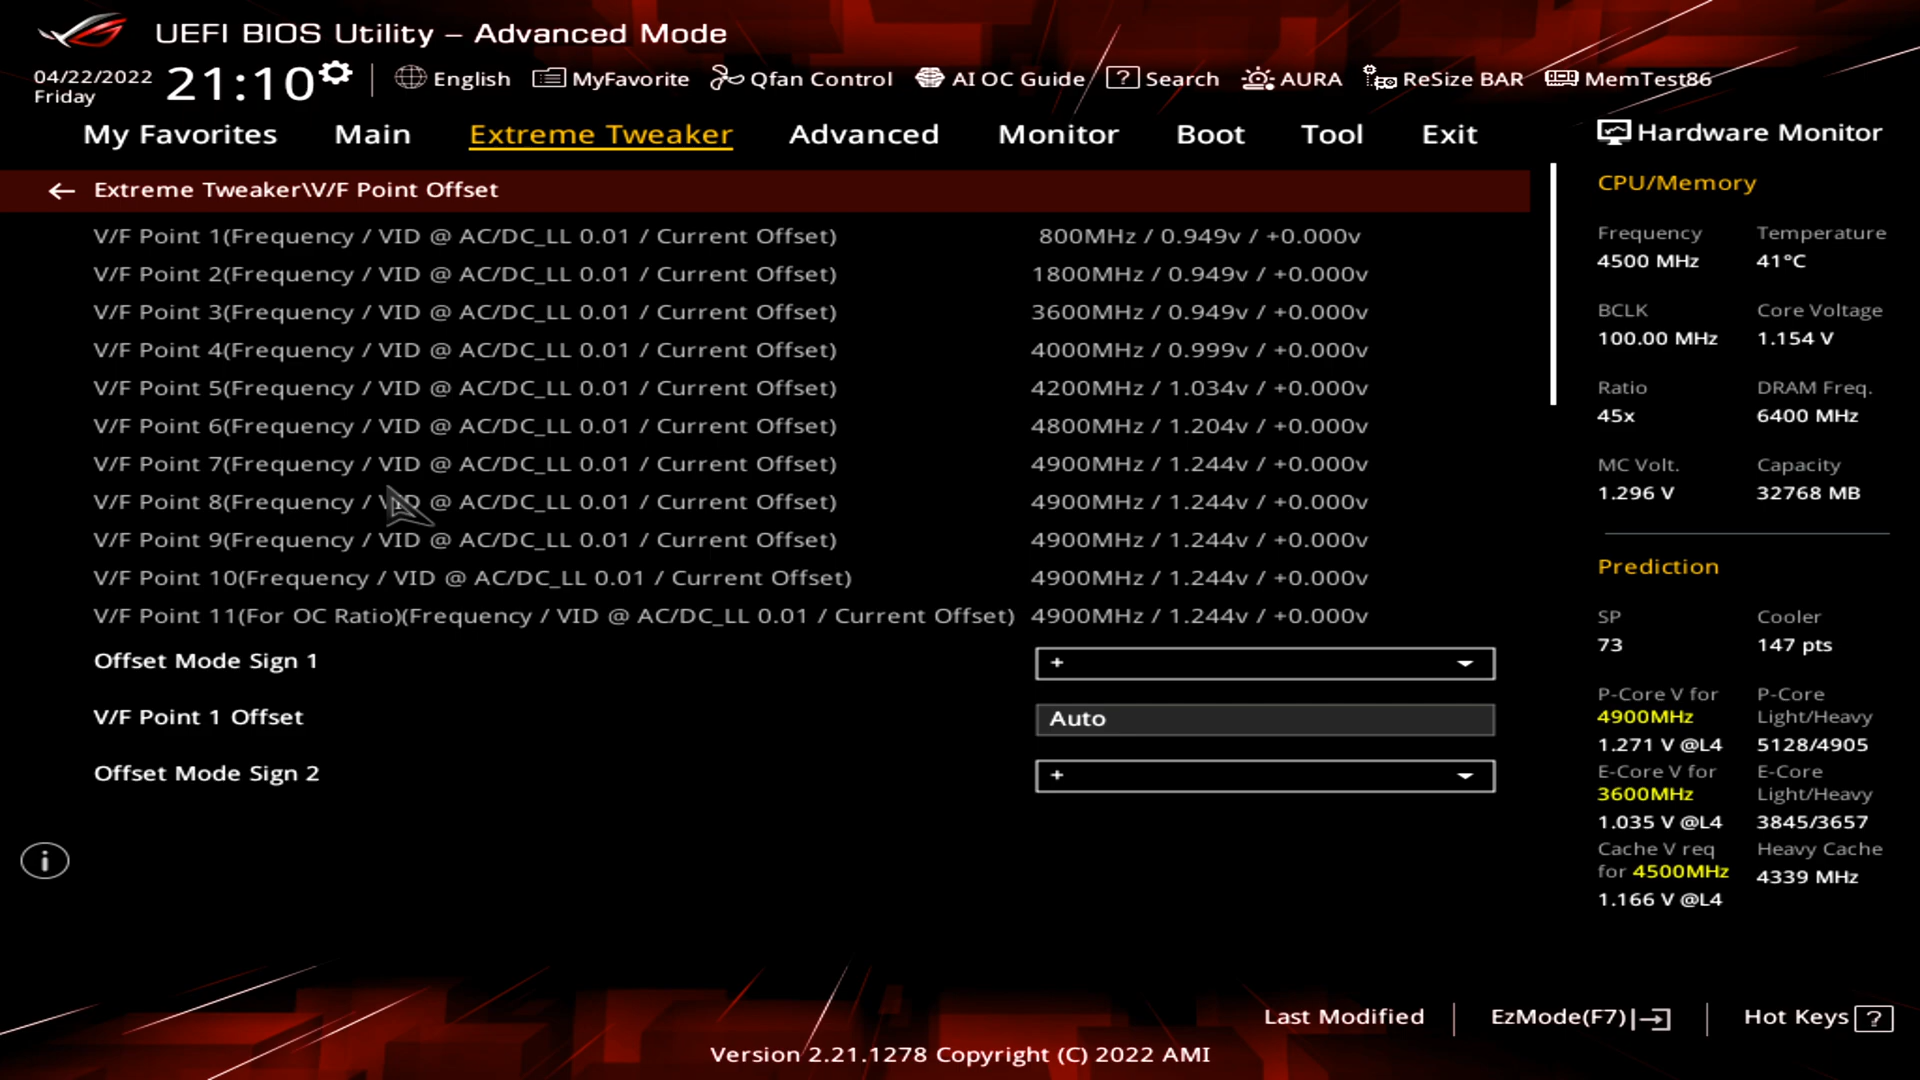 UEFI BIOS Utility – Advanced Mode
04/22/2022
Friday
21:10
English
MyFavorite
Qfan Control
AI OC Guide
? Search
AURA
ReSize BAR
MemTest86
My Favorites
Main
Extreme Tweaker
Advanced
Monitor
Boot
Tool
Exit
Extreme Tweaker\V/F Point Offset
V/F Point 1(Frequency / VID @ AC/DC_LL 0.01 / Current Offset) 800MHz / 0.949v / +0.000v
V/F Point 2(Frequency / VID @ AC/DC_LL 0.01 / Current Offset) 1800MHz / 0.949v / +0.000v
V/F Point 3(Frequency / VID @ AC/DC_LL 0.01 / Current Offset) 3600MHz / 0.949v / +0.000v
V/F Point 4(Frequency / VID @ AC/DC_LL 0.01 / Current Offset) 4000MHz / 0.999v / +0.000v
V/F Point 5(Frequency / VID @ AC/DC_LL 0.01 / Current Offset) 4200MHz / 1.034v / +0.000v
V/F Point 6(Frequency / VID @ AC/DC_LL 0.01 / Current Offset) 4800MHz / 1.204v / +0.000v
V/F Point 7(Frequency / VID @ AC/DC_LL 0.01 / Current Offset) 4900MHz / 1.244v / +0.000v
V/F Point 8(Frequency / VID @ AC/DC_LL 0.01 / Current Offset) 4900MHz / 1.244v / +0.000v
V/F Point 9(Frequency / VID @ AC/DC_LL 0.01 / Current Offset) 4900MHz / 1.244v / +0.000v
V/F Point 10(Frequency / VID @ AC/DC_LL 0.01 / Current Offset) 4900MHz / 1.244v / +0.000v
V/F Point 11(For OC Ratio)(Frequency / VID @ AC/DC_LL 0.01 / Current Offset) 4900MHz / 1.244v / +0.000v
Offset Mode Sign 1 +
V/F Point 1 Offset Auto
Offset Mode Sign 2 +
i
Hardware Monitor
CPU/Memory
Frequency Temperature
4500 MHz 41°C
BCLK Core Voltage
100.00 MHz 1.154 V
Ratio DRAM Freq.
45x 6400 MHz
MC Volt. Capacity
1.296 V 32768 MB
Prediction
SP Cooler
73 147 pts
P-Core V for P-Core
4900MHz Light/Heavy
1.271 V @L4 5128/4905
E-Core V for E-Core
3600MHz Light/Heavy
1.035 V @L4 3845/3657
Cache V req Heavy Cache
for 4500MHz 4339 MHz
1.166 V @L4
Last Modified
EzMode(F7)
Hot Keys ?
Version 2.21.1278 Copyright (C) 2022 AMI